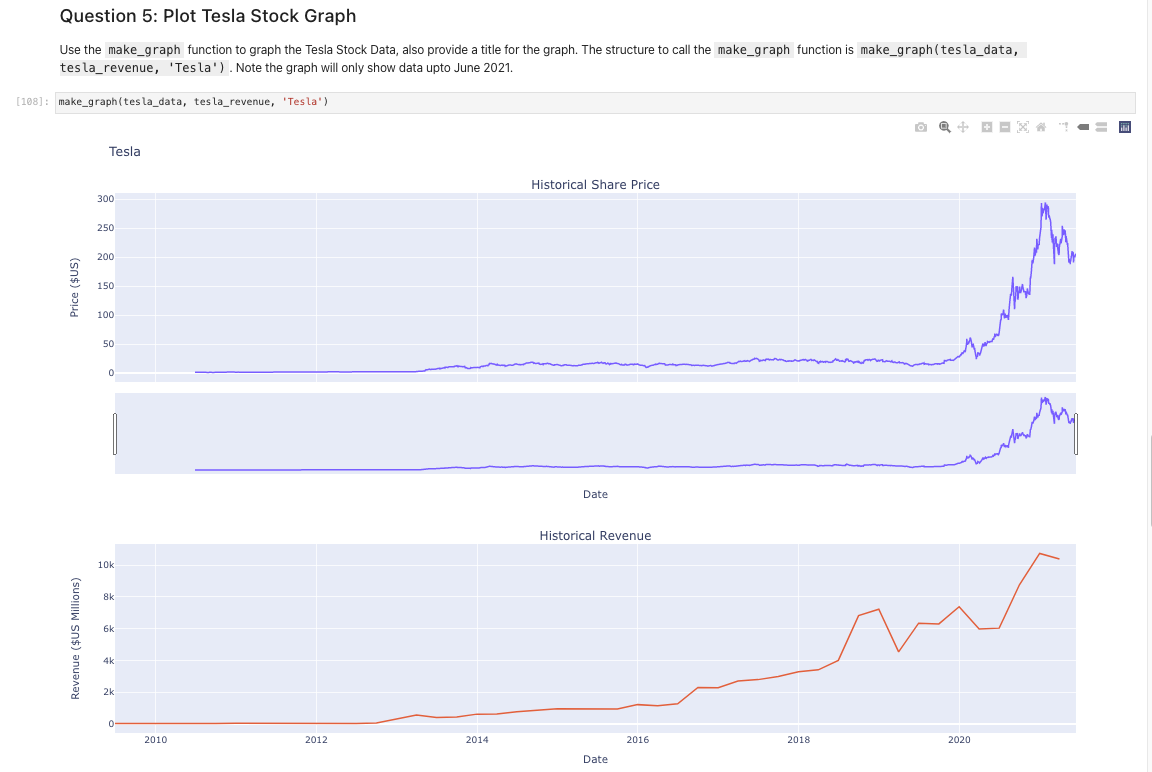 Question 5: Plot Tesla Stock Graph
Use the make_graph function to graph the Tesla Stock Data, also provide a title for the graph. The structure to call the make_graph function is make_graph(tesla_data,
tesla_revenue, 'Tesla') . Note the graph will only show data upto June 2021.
[108]: make_graph(tesla_data, tesla_revenue, 'Tesla')
Tesla
Historical Share Price
300
250
200
150
100
50
0
Price ($US)
Date
Historical Revenue
10k
8k
6k
4k
2k
0
Revenue ($US Millions)
2010 2012 2014 2016 2018 2020
Date